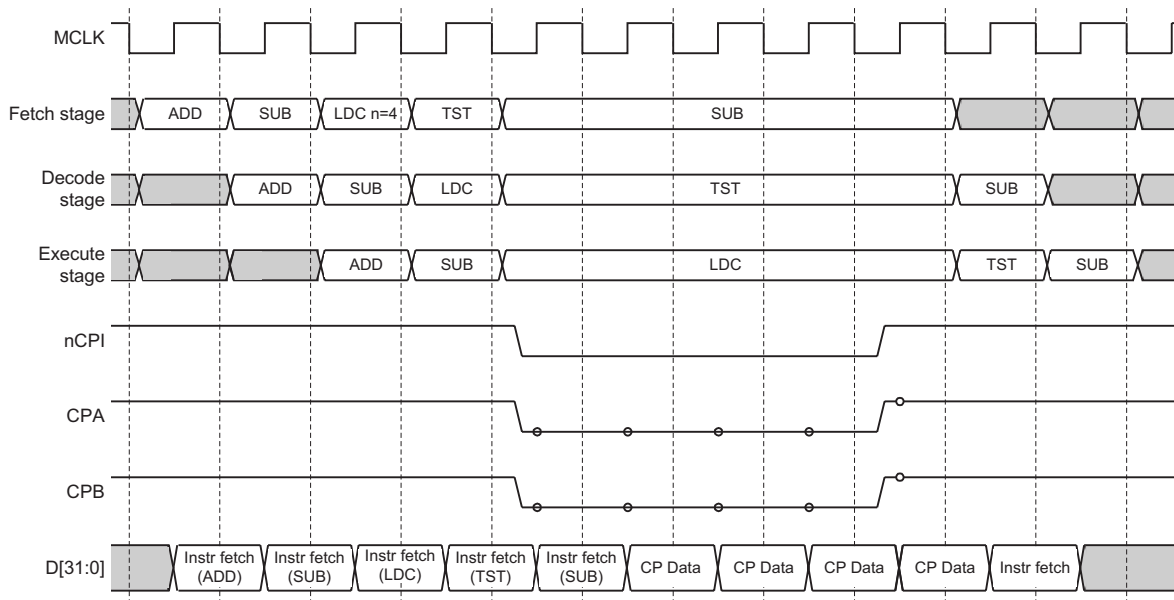 MCLK
Fetch stage ADD SUB LDC n=4 TST SUB
Decode
stage ADD SUB LDC TST SUB
Execute
stage ADD SUB LDC TST SUB
nCPI
CPA
CPB
D[31:0] Instr fetch (ADD) Instr fetch (SUB) Instr fetch (LDC) Instr fetch (TST) Instr fetch (SUB) CP Data CP Data CP Data CP Data Instr fetch